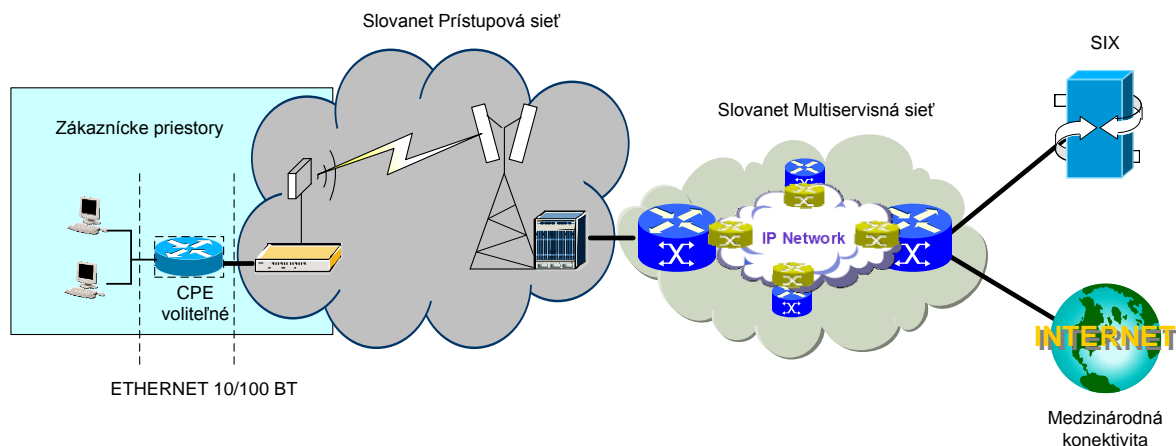 Slovanet Prístupová sieť
SIX
Zákaznícke priestory
Slovanet Multiservisná sieť
IP Network
CPE
voliteľné
INTERNET
ETHERNET 10/100 BT
Medzinárodná
konektivita